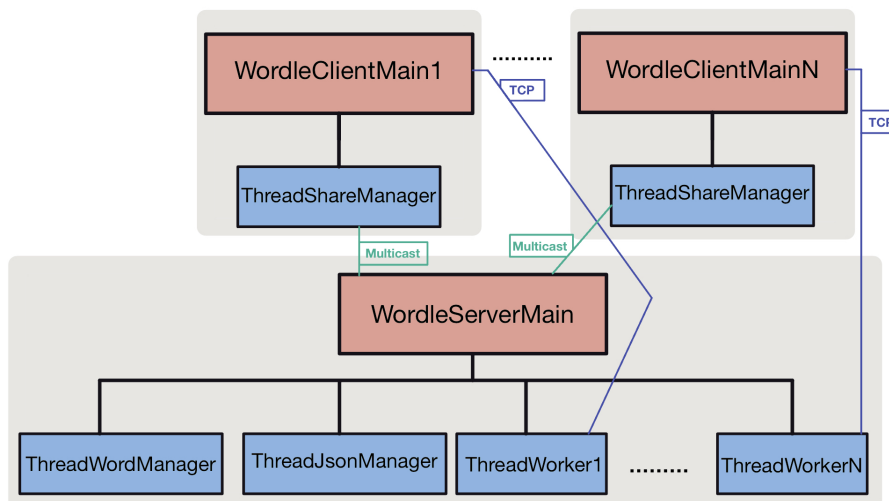 WordleClientMain1
..........
WordleClientMainN
TCP
TCP
ThreadShareManager
ThreadShareManager
Multicast
Multicast
WordleServerMain
ThreadWordManager
ThreadJsonManager
ThreadWorker1
.........
ThreadWorkerN